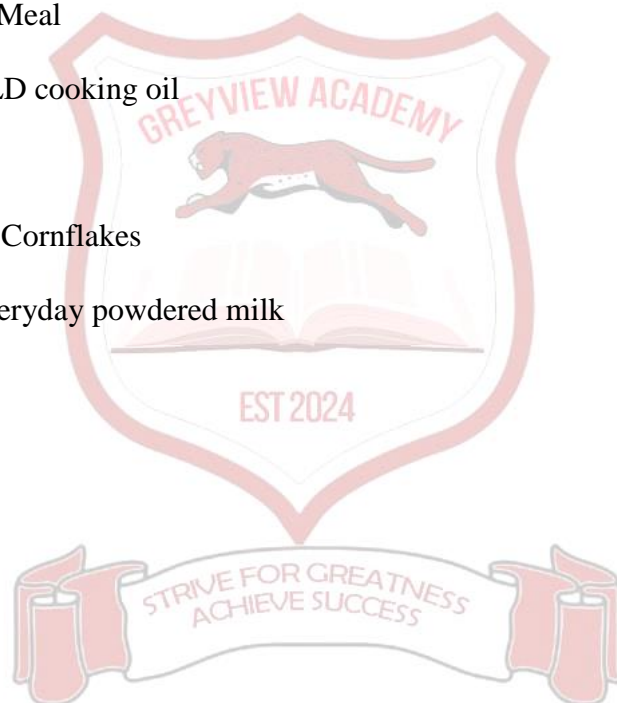 Meal
LD cooking oil
GREYVIEW ACADEMY
Cornflakes
eryday powdered milk
EST 2024
STRIVE FOR GREATNESS
ACHIEVE SUCCESS